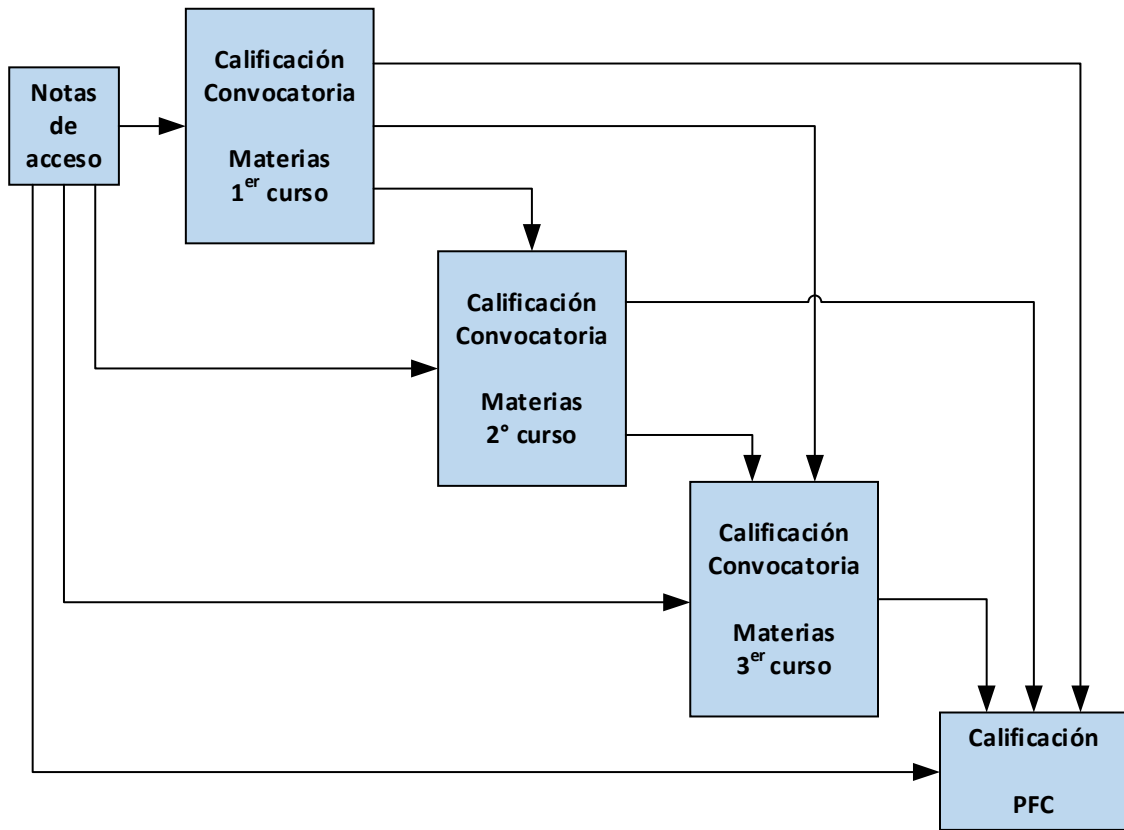 Notas
de
acceso
Calificación
Convocatoria
Materias
1er curso
Calificación
Convocatoria
Materias
2° curso
Calificación
Convocatoria
Materias
3er curso
Calificación
PFC